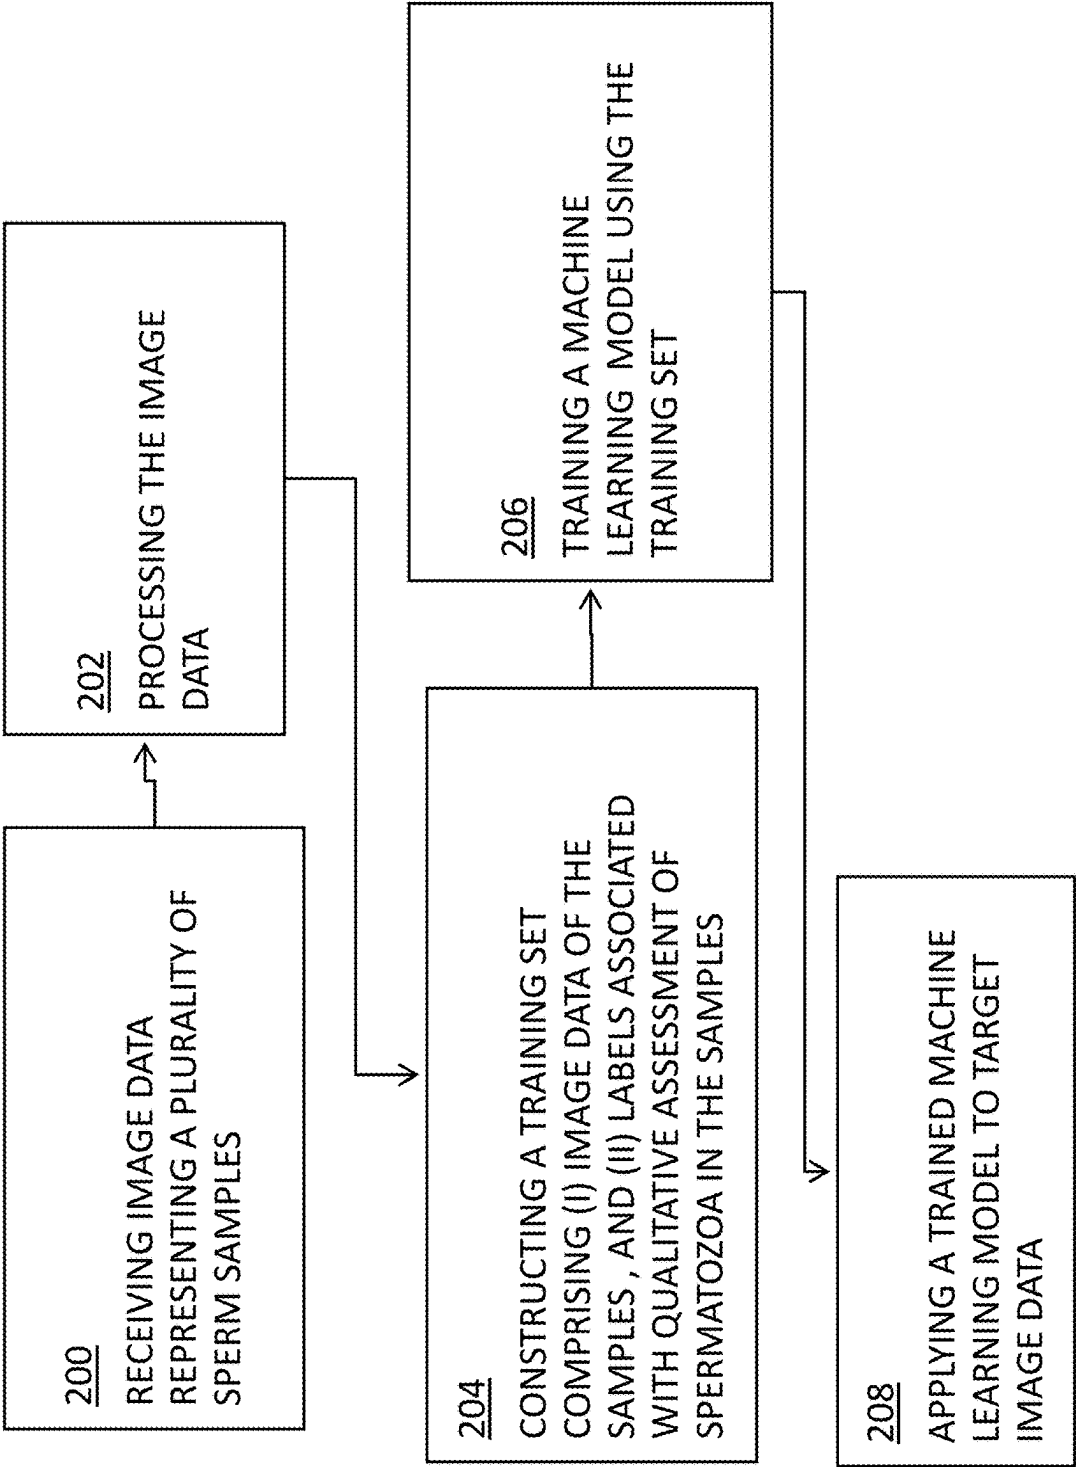 200
RECEIVING IMAGE DATA
REPRESENTING A PLURALITY OF
SPERM SAMPLES
202
PROCESSING THE IMAGE
DATA
204
CONSTRUCTING A TRAINING SET
COMPRISING (I) IMAGE DATA OF THE
SAMPLES , AND (II) LABELS ASSOCIATED
WITH QUALITATIVE ASSESSMENT OF
SPERMATOZOA IN THE SAMPLES
206
TRAINING A MACHINE
LEARNING MODEL USING THE
TRAINING SET
208
APPLYING A TRAINED MACHINE
LEARNING MODEL TO TARGET
IMAGE DATA